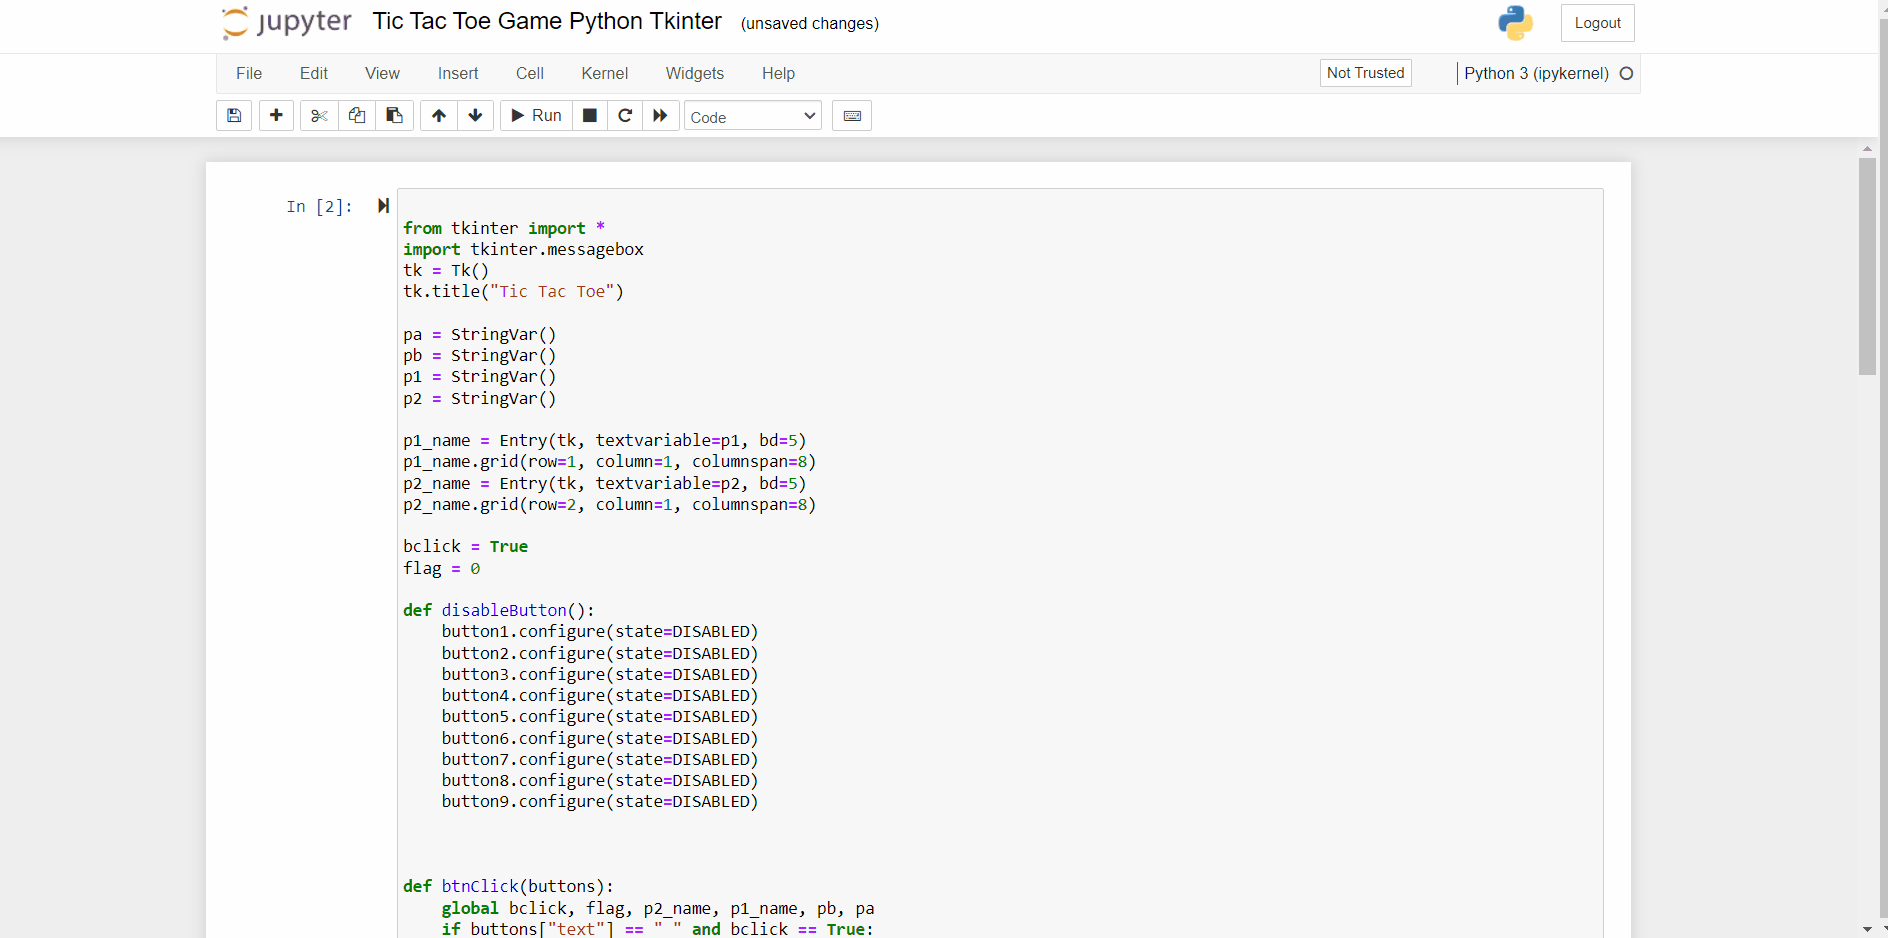 jupyter Tic Tac Toe Game Python Tkinter (unsaved changes) Logout
File Edit View Insert Cell Kernel Widgets Help Not Trusted Python 3 (ipykernel)
Run Code
In [2]:
from tkinter import *
import tkinter.messagebox
tk = Tk()
tk.title("Tic Tac Toe")

pa = StringVar()
pb = StringVar()
p1 = StringVar()
p2 = StringVar()

p1_name = Entry(tk, textvariable=p1, bd=5)
p1_name.grid(row=1, column=1, columnspan=8)
p2_name = Entry(tk, textvariable=p2, bd=5)
p2_name.grid(row=2, column=1, columnspan=8)

bclick = True
flag = 0

def disableButton():
    button1.configure(state=DISABLED)
    button2.configure(state=DISABLED)
    button3.configure(state=DISABLED)
    button4.configure(state=DISABLED)
    button5.configure(state=DISABLED)
    button6.configure(state=DISABLED)
    button7.configure(state=DISABLED)
    button8.configure(state=DISABLED)
    button9.configure(state=DISABLED)

def btnClick(buttons):
    global bclick, flag, p2_name, p1_name, pb, pa
    if buttons["text"] == " " and bclick == True: